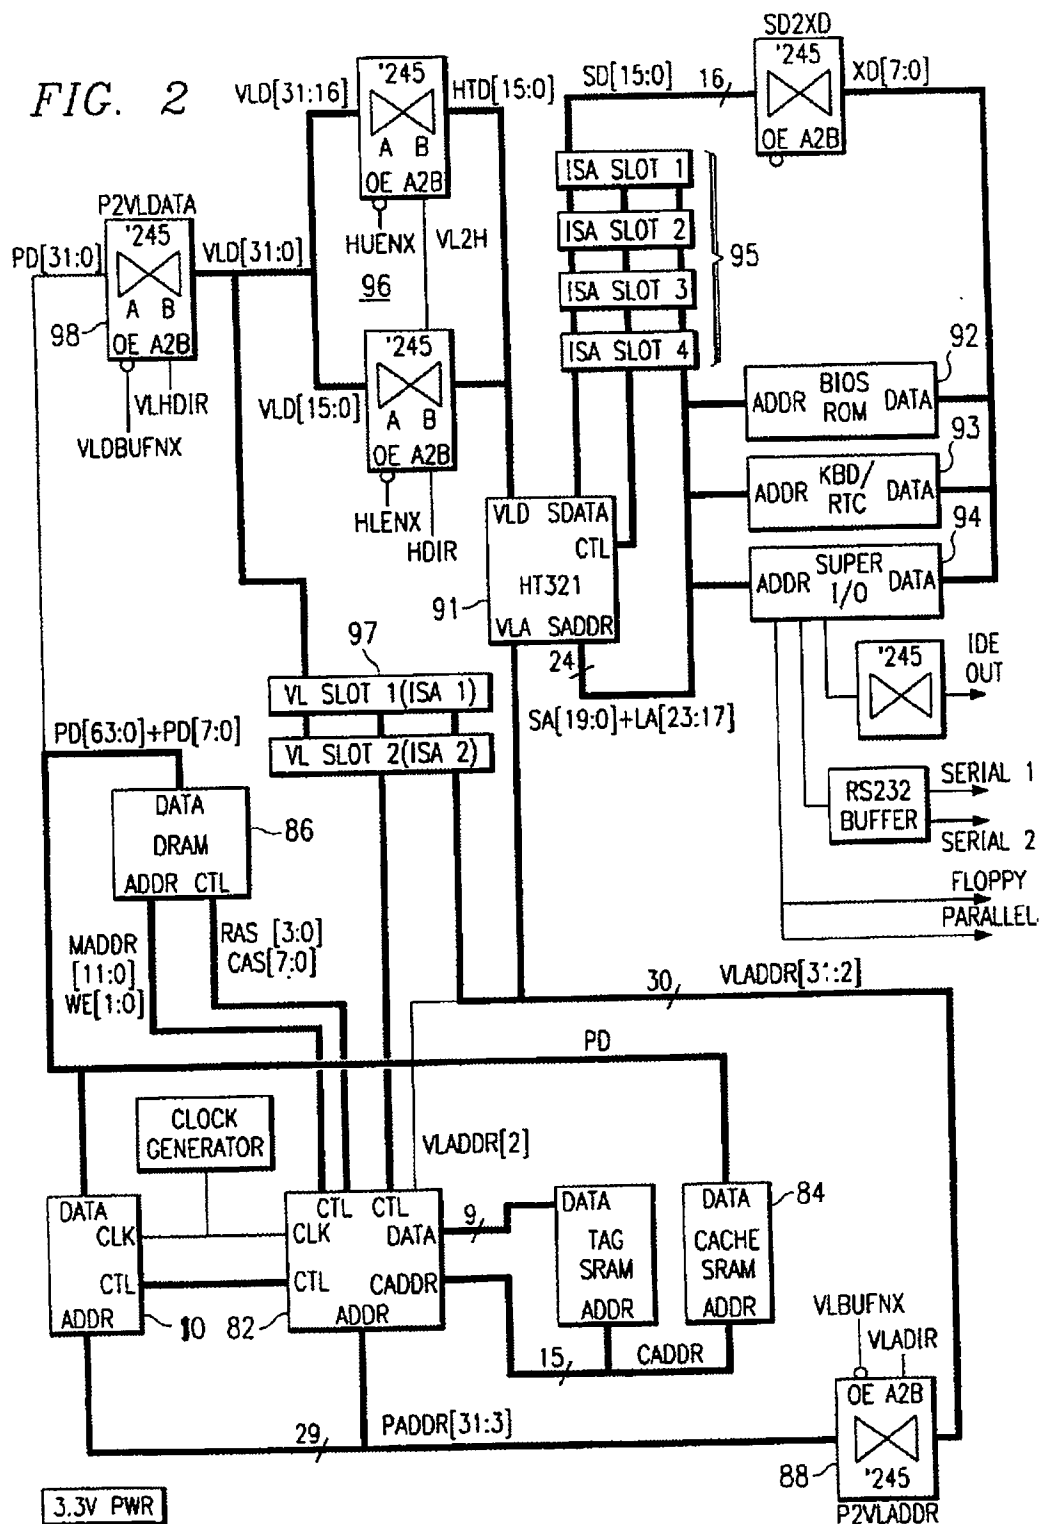 FIG. 2
SD2XD
'245
OE A2B
SD[15:0]
16
XD[7:0]
VLD[31:16]
'245
A B
OE A2B
HTD[15:0]
HUENX
VL2H
96
P2VLDATA
PD[31:0]
'245
A B
OE A2B
98
VLD[31:0]
VLHDIR
VLDBUFNX
'245
A B
OE A2B
VLD[15:0]
HLENX
HDIR
ISA SLOT 1
ISA SLOT 2
ISA SLOT 3
ISA SLOT 4
95
ADDR BIOS ROM DATA
92
ADDR KBD/ RTC DATA
93
ADDR SUPER I/O DATA
94
VLD SDATA
CTL
HT321
VLA SADDR
91
24
SA[19:0]+LA[23:17]
'245
IDE OUT
RS232 BUFFER
SERIAL 1
SERIAL 2
FLOPPY
PARALLEL
97
VL SLOT 1(ISA 1)
VL SLOT 2(ISA 2)
PD[63:0]+PD[7:0]
DATA
DRAM
ADDR CTL
86
MADDR
[11:0]
WE[1:0]
RAS [3:0]
CAS[7:0]
30
VLADDR[31:2]
PD
CLOCK GENERATOR
VLADDR[2]
DATA
CLK
CTL
ADDR
10
CTL CTL
CLK
DATA
CTL
CADDR
ADDR
82
9
DATA
TAG SRAM
ADDR
DATA
CACHE SRAM
ADDR
84
15
CADDR
VLBUFNX
VLADIR
OE A2B
'245
88
P2VLADDR
29
PADDR[31:3]
3.3V PWR